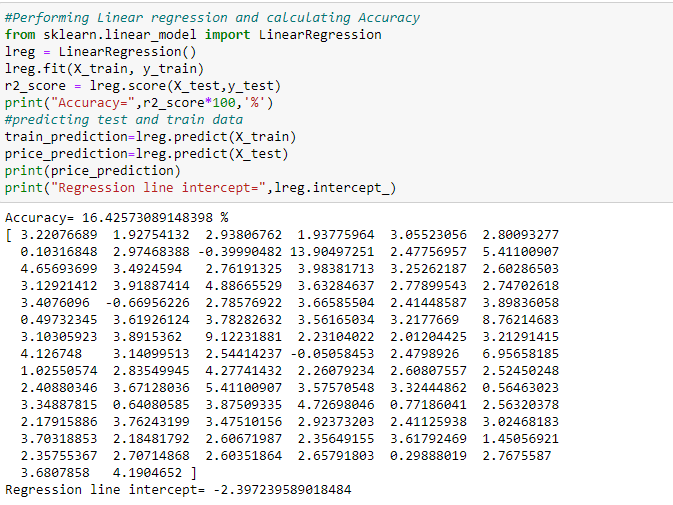 #Performing Linear regression and calculating Accuracy
from sklearn.linear_model import LinearRegression
lreg = LinearRegression()
lreg.fit(X_train, y_train)
r2_score = lreg.score(X_test,y_test)
print("Accuracy=",r2_score*100,'%')
#predicting test and train data
train_prediction=lreg.predict(X_train)
price_prediction=lreg.predict(X_test)
print(price_prediction)
print("Regression line intercept=",lreg.intercept_)
Accuracy= 16.42573089148398 %
[ 3.22076689  1.92754132  2.93806762  1.93775964  3.05523056  2.80093277
  0.10316848  2.97468388 -0.39990482 13.90497251  2.47756957  5.41100907
  4.65693699  3.4924594   2.76191325  3.98381713  3.25262187  2.60286503
  3.12921412  3.91887414  4.88665529  3.63284637  2.77899543  2.74702618
  3.4076096  -0.66956226  2.78576922  3.66585504  2.41448587  3.89836058
  0.49732345  3.61926124  3.78282632  3.56165034  3.2177669   8.76214683
  3.10305923  3.8915362   9.12231881  2.23104022  2.01204425  3.21291415
  4.126748    3.14099513  2.54414237 -0.05058453  2.4798926   6.95658185
  1.02550574  2.83549945  4.27741432  2.26079234  2.60807557  2.52450248
  2.40880346  3.67128036  5.41100907  3.57570548  3.32444862  0.56463023
  3.34887815  0.64080585  3.87509335  4.72698046  0.77186041  2.56320378
  2.17915886  3.76243199  3.47510156  2.92373203  2.41125938  3.02468183
  3.70318853  2.18481792  2.60671987  2.35649155  3.61792469  1.45056921
  2.35755367  2.70714868  2.60351864  2.65791803  0.29888019  2.7675587
  3.6807858   4.1904652 ]
Regression line intercept= -2.397239589018484